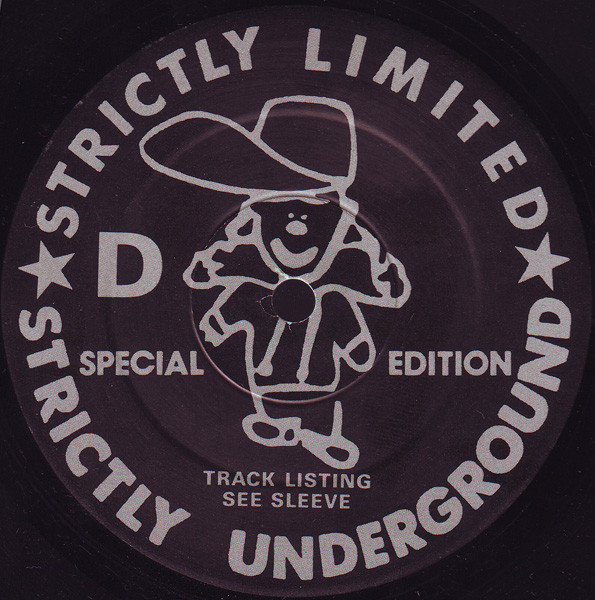 STRICTLY LIMITED
D
SPECIAL EDITION
TRACK LISTING
SEE SLEEVE
STRICTLY UNDERGROUND